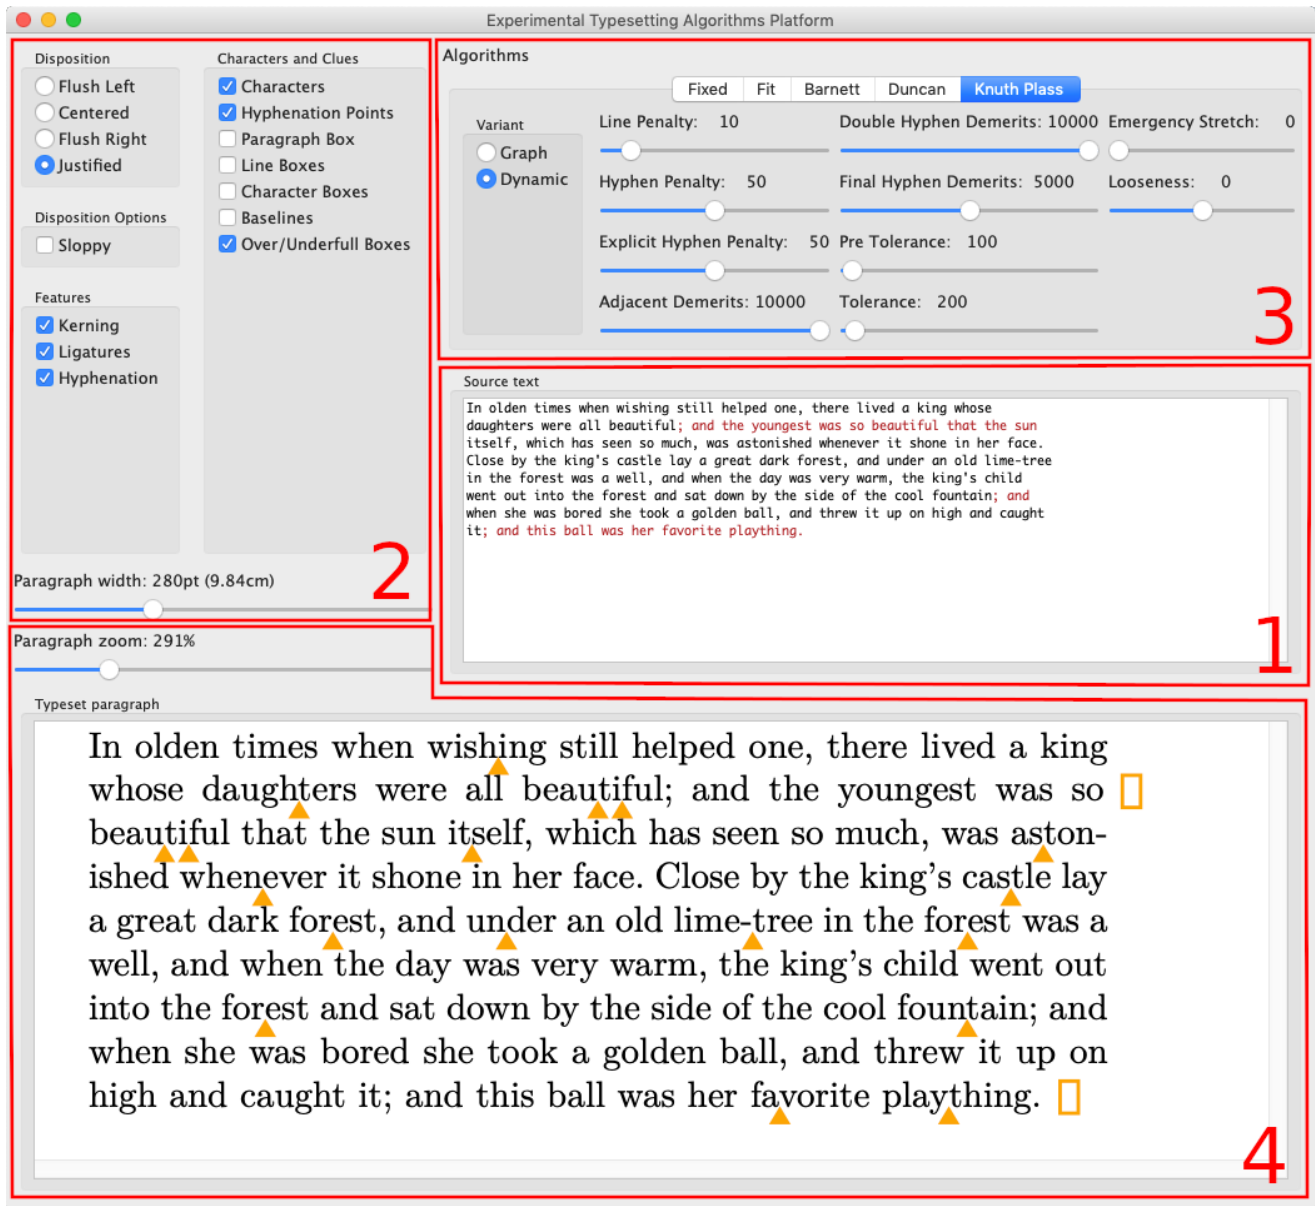 Experimental Typesetting Algorithms Platform
Disposition
Flush Left
Centered
Flush Right
Justified
Disposition Options
Sloppy
Features
Kerning
Ligatures
Hyphenation
Characters and Clues
Characters
Hyphenation Points
Paragraph Box
Line Boxes
Character Boxes
Baselines
Over/Underfull Boxes
Paragraph width: 280pt (9.84cm)
2
Algorithms
Fixed Fit Barnett Duncan Knuth Plass
Variant
Graph
Dynamic
Line Penalty: 10 Double Hyphen Demerits: 10000 Emergency Stretch: 0
Hyphen Penalty: 50 Final Hyphen Demerits: 5000 Looseness: 0
Explicit Hyphen Penalty: 50 Pre Tolerance: 100
Adjacent Demerits: 10000 Tolerance: 200
3
Source text
In olden times when wishing still helped one, there lived a king whose
daughters were all beautiful; and the youngest was so beautiful that the sun
itself, which has seen so much, was astonished whenever it shone in her face.
Close by the king's castle lay a great dark forest, and under an old lime-tree
in the forest was a well, and when the day was very warm, the king's child
went out into the forest and sat down by the side of the cool fountain; and
when she was bored she took a golden ball, and threw it up on high and caught
it; and this ball was her favorite plaything.
1
Paragraph zoom: 291%
Typeset paragraph
In olden times when wishing still helped one, there lived a king
whose daughters were all beautiful; and the youngest was so
beautiful that the sun itself, which has seen so much, was aston-
ished whenever it shone in her face. Close by the king's castle lay
a great dark forest, and under an old lime-tree in the forest was a
well, and when the day was very warm, the king's child went out
into the forest and sat down by the side of the cool fountain; and
when she was bored she took a golden ball, and threw it up on
high and caught it; and this ball was her favorite plaything.
4